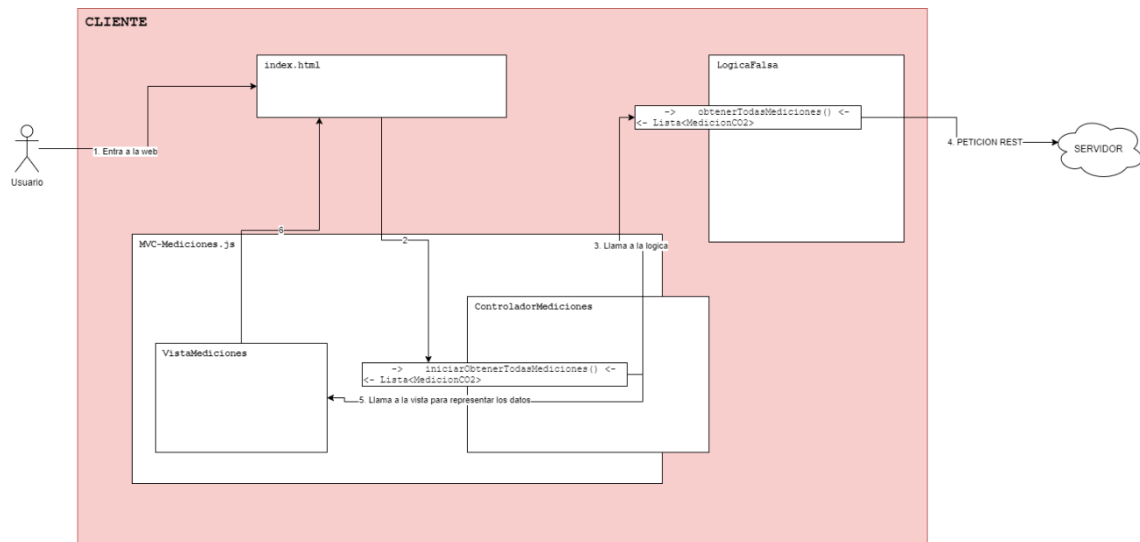 CLIENTE
index.html
LogicaFalsa
-> obtenerTodasMediciones() <-
<- Lista<MedicionCO2>
4. PETICION REST
SERVIDOR
1. Entra a la web
Usuario
6
2
3. Llama a la logica
MVC-Mediciones.js
ControladorMediciones
VistaMediciones
-> iniciarObtenerTodasMediciones() <-
<- Lista<MedicionCO2>
5. Llama a la vista para representar los datos